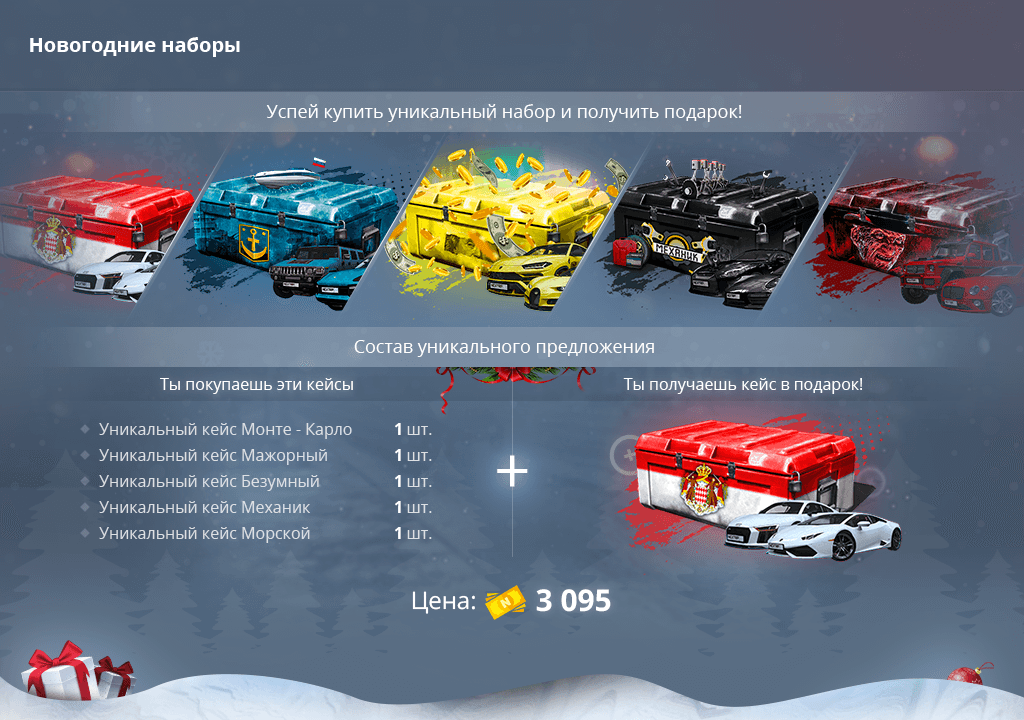 Новогодние наборы
Успей купить уникальный набор и получить подарок!
МЕХАНИК
Состав уникального предложения
Ты покупаешь эти кейсы
Ты получаешь кейс в подарок!
Уникальный кейс Монте - Карло 1 шт.
Уникальный кейс Мажорный 1 шт.
Уникальный кейс Безумный 1 шт.
Уникальный кейс Механик 1 шт.
Уникальный кейс Морской 1 шт.
+
Цена: N 3 095